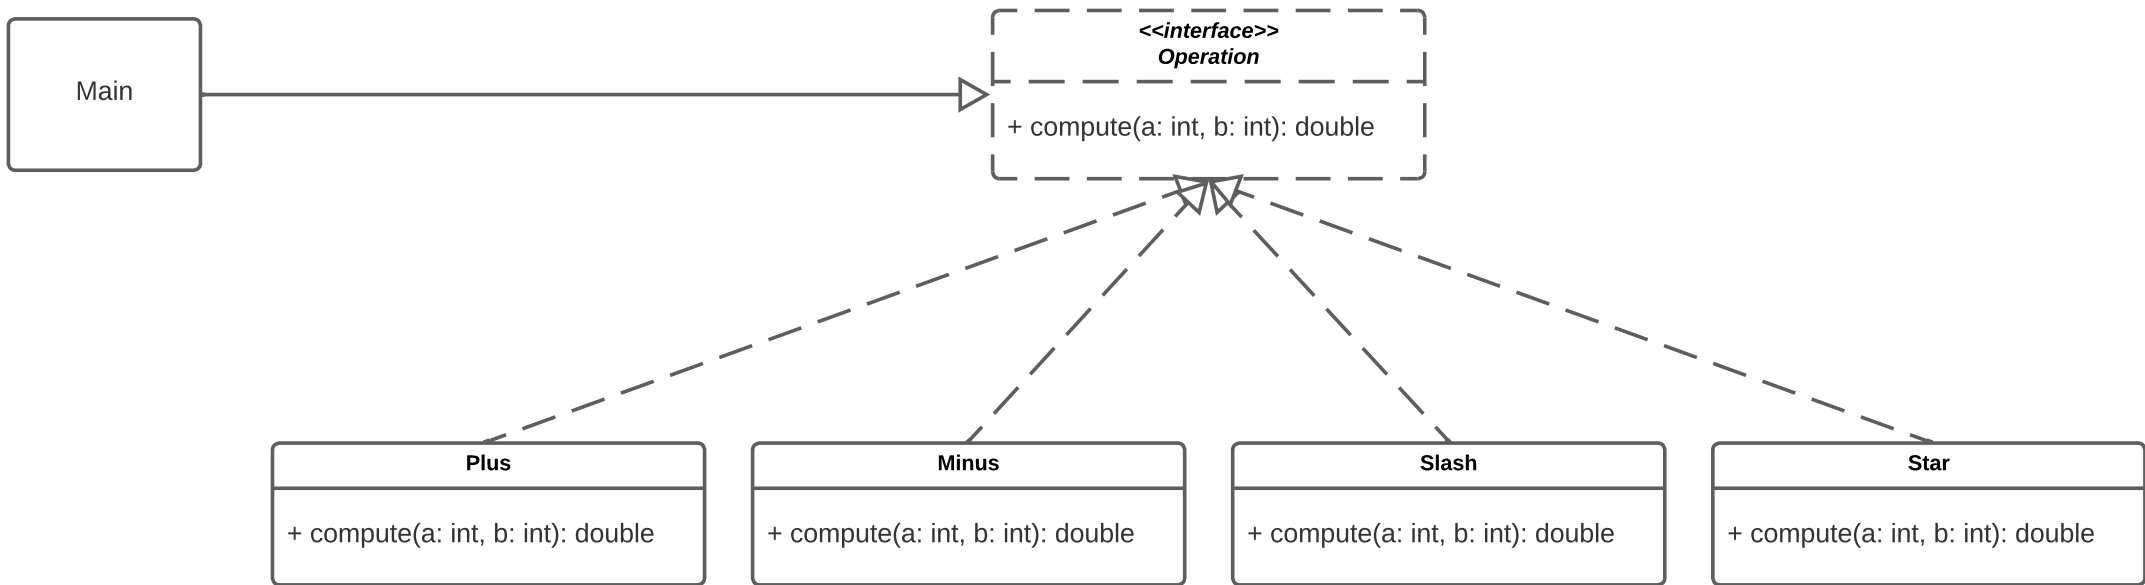 Main
<<interface>>
Operation
+ compute(a: int, b: int): double
Plus
+ compute(a: int, b: int): double
Minus
+ compute(a: int, b: int): double
Slash
+ compute(a: int, b: int): double
Star
+ compute(a: int, b: int): double